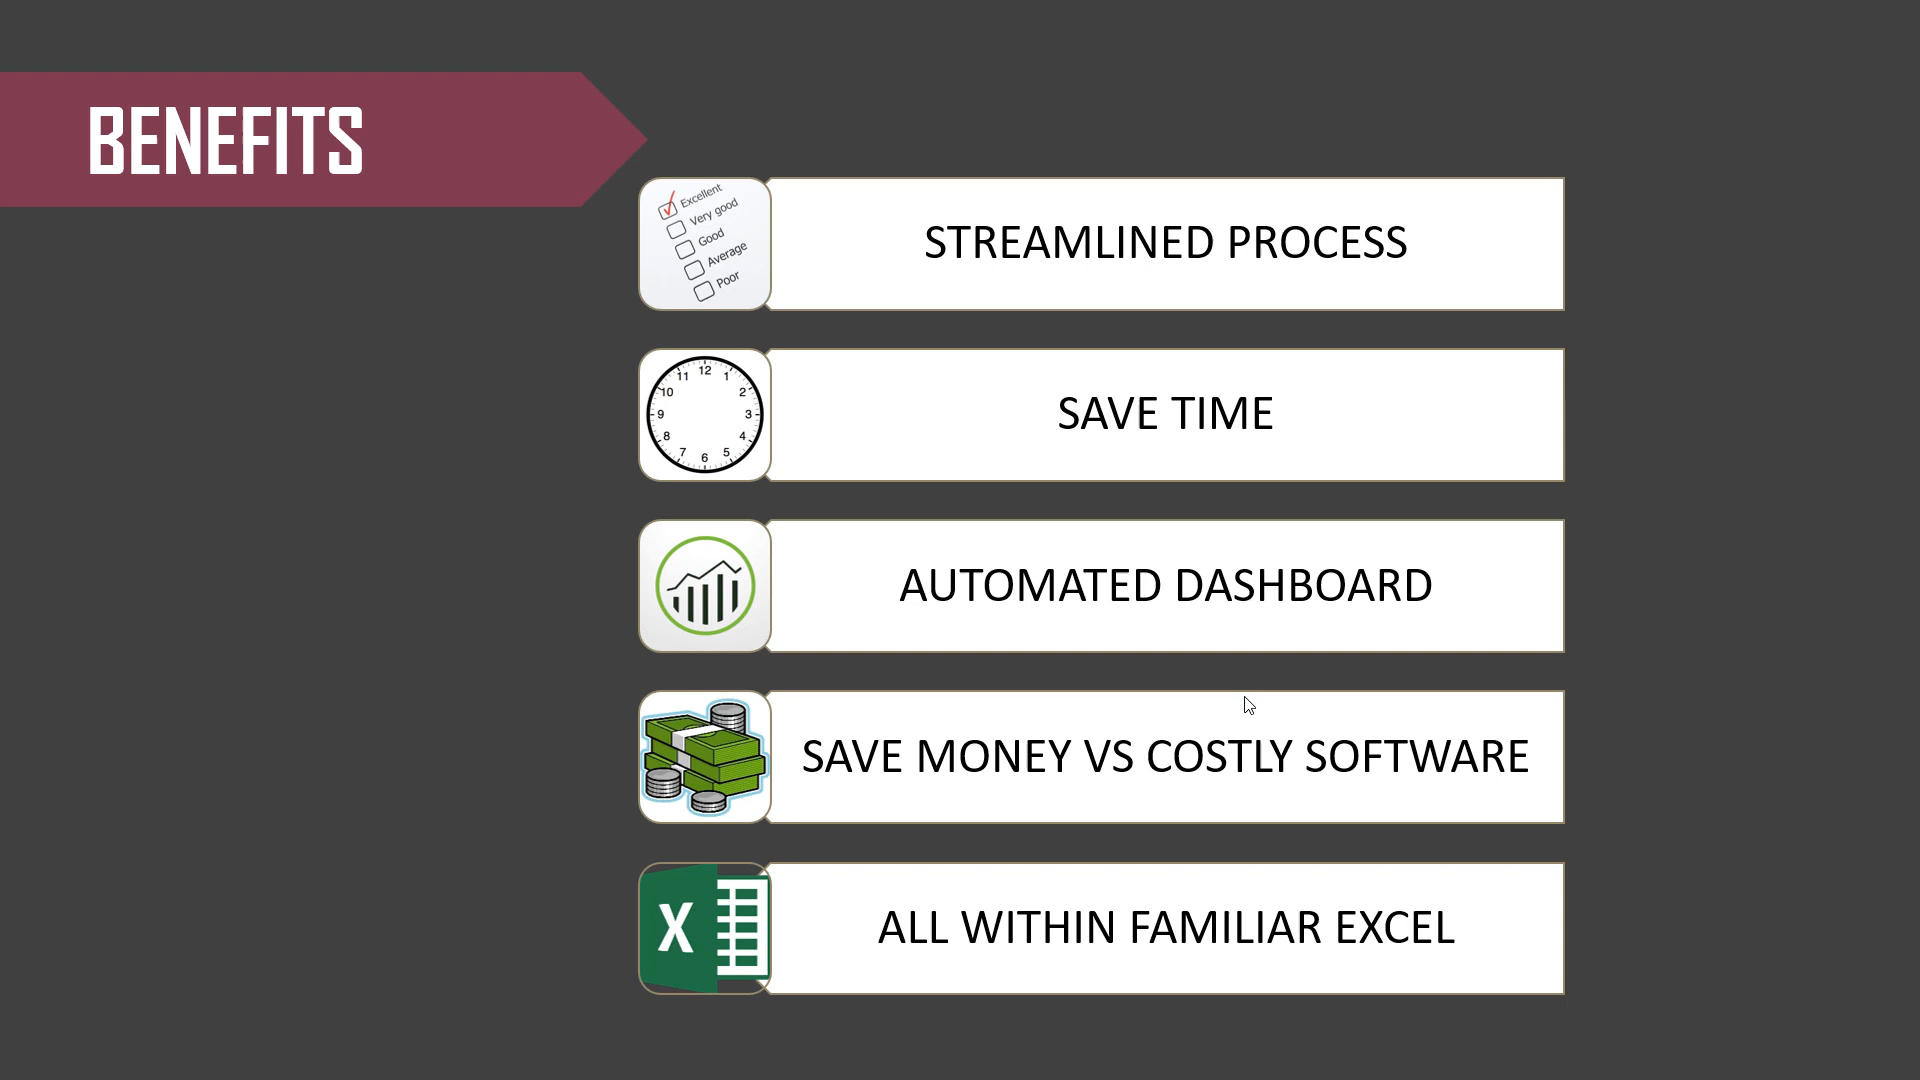 BENEFITS
Excellent
Very good
Good
Average
Poor
STREAMLINED PROCESS
12
11 1
10 2
9 3
8 4
7 5
6
SAVE TIME
AUTOMATED DASHBOARD
SAVE MONEY VS COSTLY SOFTWARE
X
ALL WITHIN FAMILIAR EXCEL